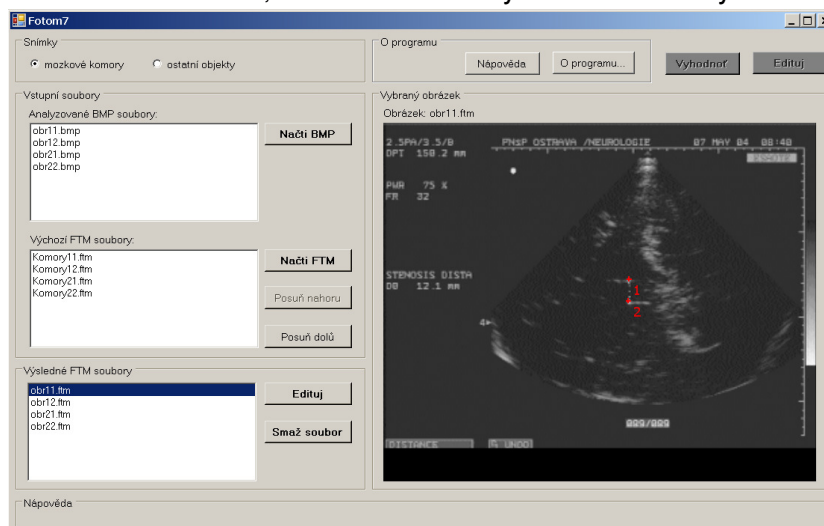 Fotom7
Snímky
mozkové komory
ostatní objekty
O programu
Nápověda
O programu...
Vyhodnoť
Edituj
Vstupní soubory
Analyzované BMP soubory:
obr11.bmp
obr12.bmp
obr21.bmp
obr22.bmp
Načti BMP
Výchozí FTM soubory:
Komory11.ftm
Komory12.ftm
Komory21.ftm
Komory22.ftm
Načti FTM
Posuň nahoru
Posuň dolů
Výsledné FTM soubory
obr11.ftm
obr12.ftm
obr21.ftm
obr22.ftm
Edituj
Smaž soubor
Vybraný obrázek
Obrázek: obr11.ftm
2.5PA/3.5/B
FNsP OSTRAVA /NEUROLOGIE
07 MAY 04 08:40
DPT 150.2 mm
PWR 75 %
FR 32
STENOSIS DISTA
D0 12.1 mm
1
2
4
009/009
DISTANCE
UNDO
Nápověda